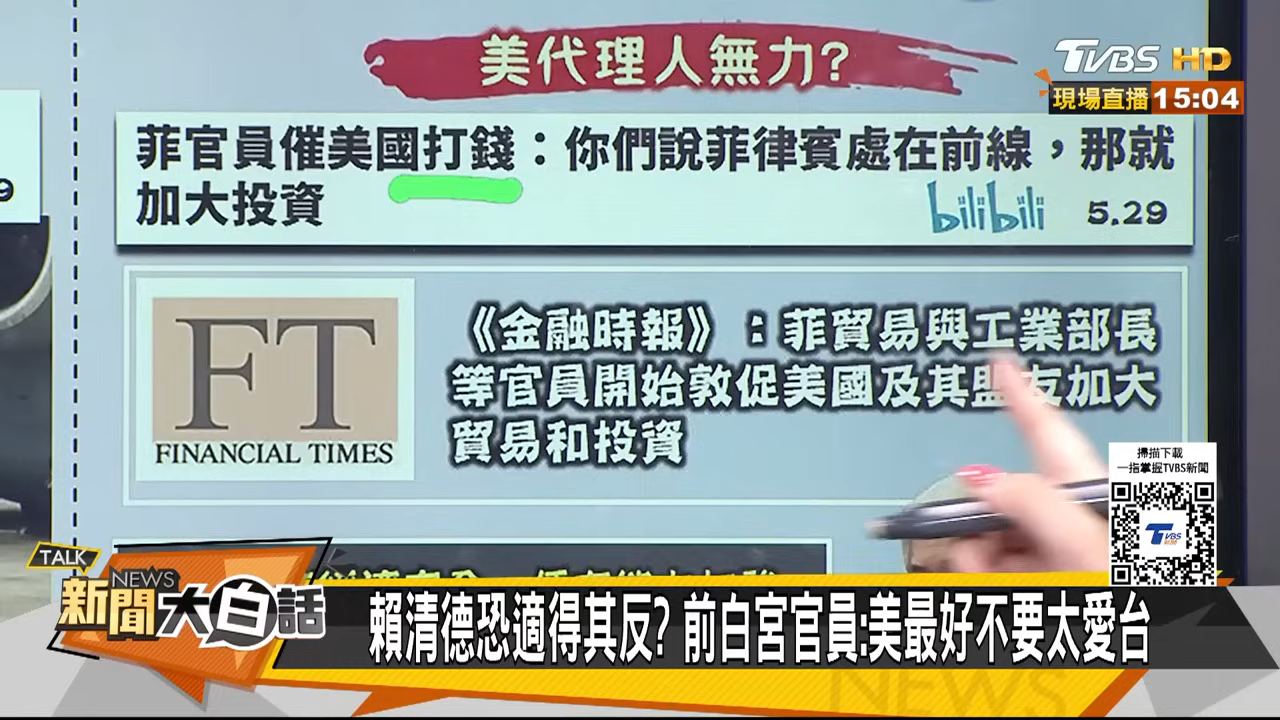 美代理人無力?
TVBS HD
現場直播 15:04
菲官員催美國打錢：你們說菲律賓處在前線，那就
加大投資
bilibili 5.29
9
FT
FINANCIAL TIMES
《金融時報》：菲貿易與工業部長
等官員開始敦促美國及其盟友加大
貿易和投資
掃描下載
一指掌握TVBS新聞
TVBS
新聞
TALK
NEWS
新聞大白話
賴清德恐適得其反? 前白宮官員:美最好不要太愛台
NEWS